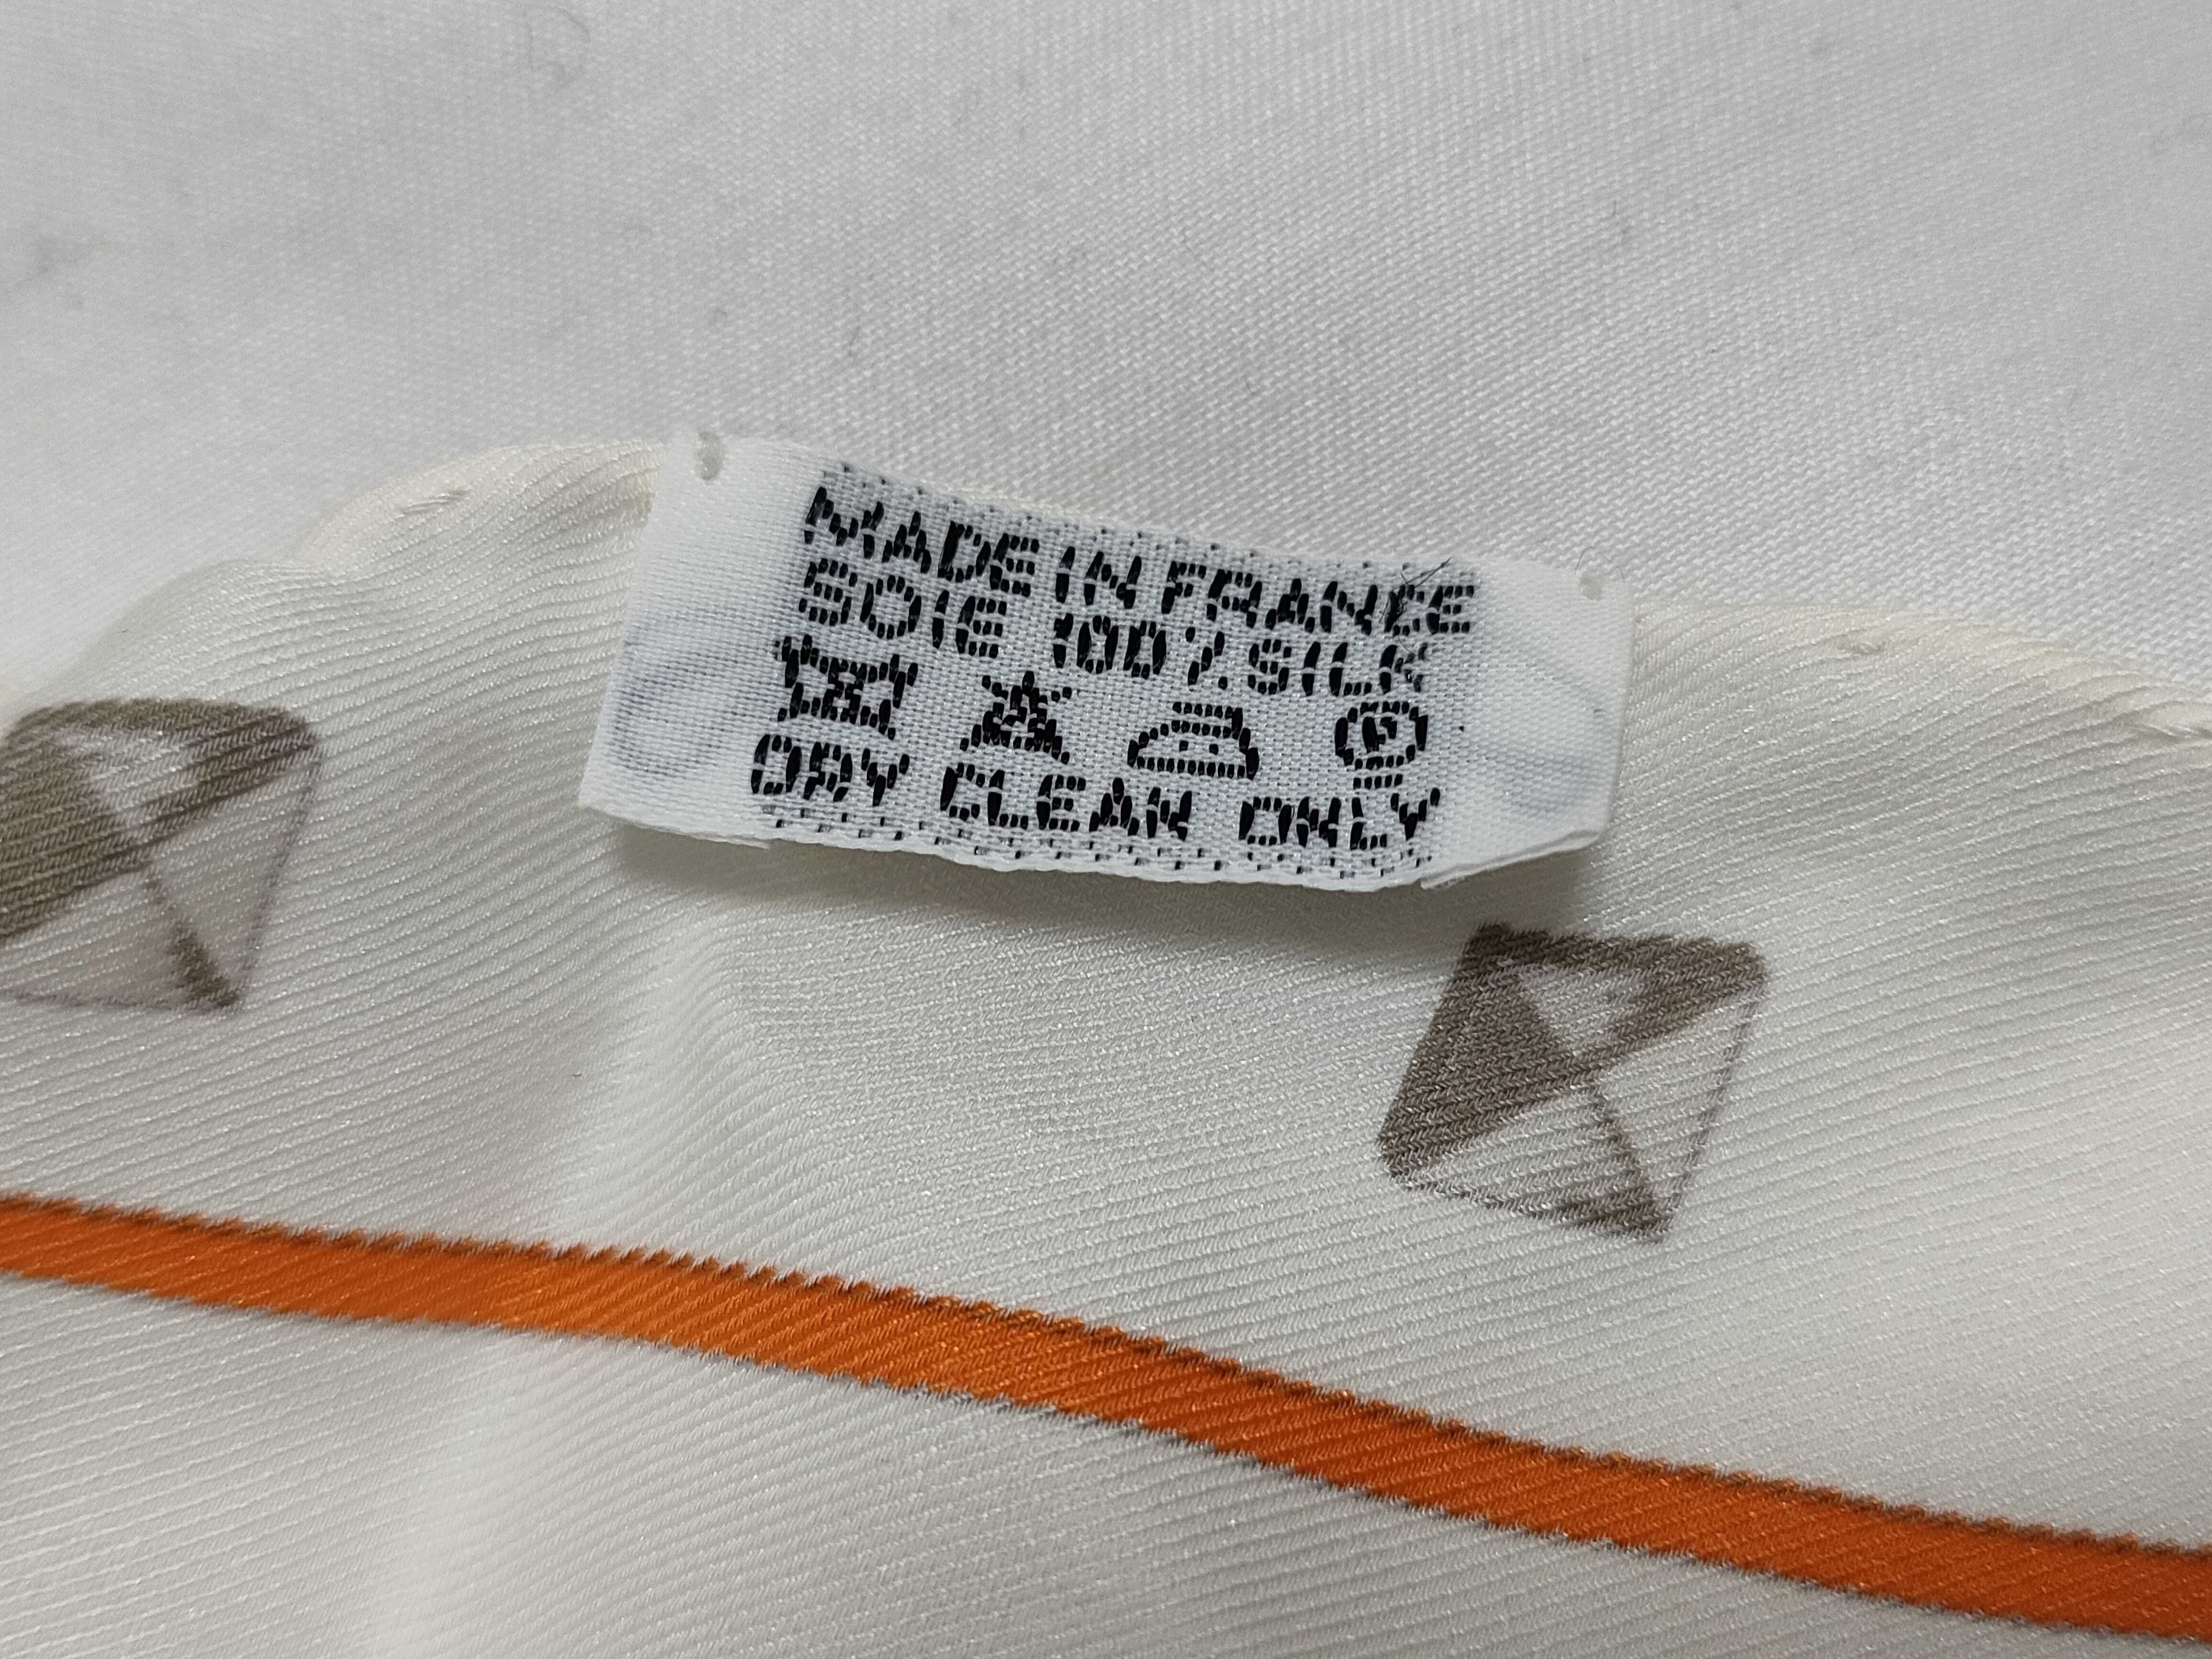 MADE IN FRANCE
SOIE 100% SILK
DRY CLEAN ONLY